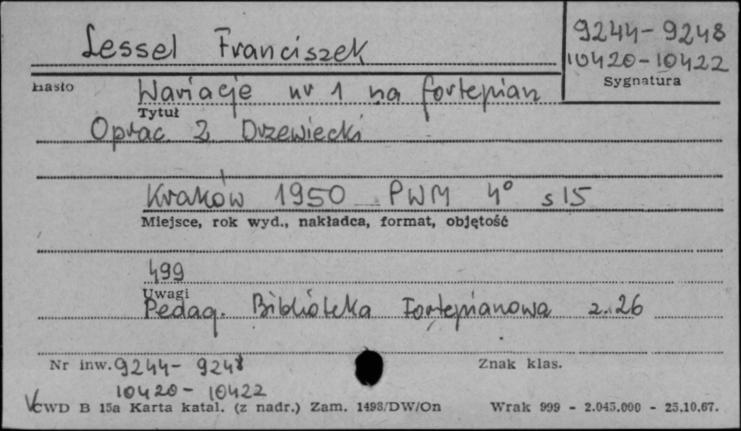 Lessel Franciszek
9244-9248
10420-10422
Sygnatura
Hasło
Wariacje nr 1 na fortepian
Tytuł
Oprac Z Drzewiecki
Kraków 1950 PWM 4° s 15
Miejsce, rok wyd., nakładca, format, objętość
499
Uwagi
Pedag. Biblioteka Fortepianowa z. 26
Nr inw. 9244-9248
Znak klas.
10420-10422
CWD B 15a Karta katal. (z nadr.) Zam. 1493/DW/On Wrak 999 - 2.045.000 - 25.10.67.